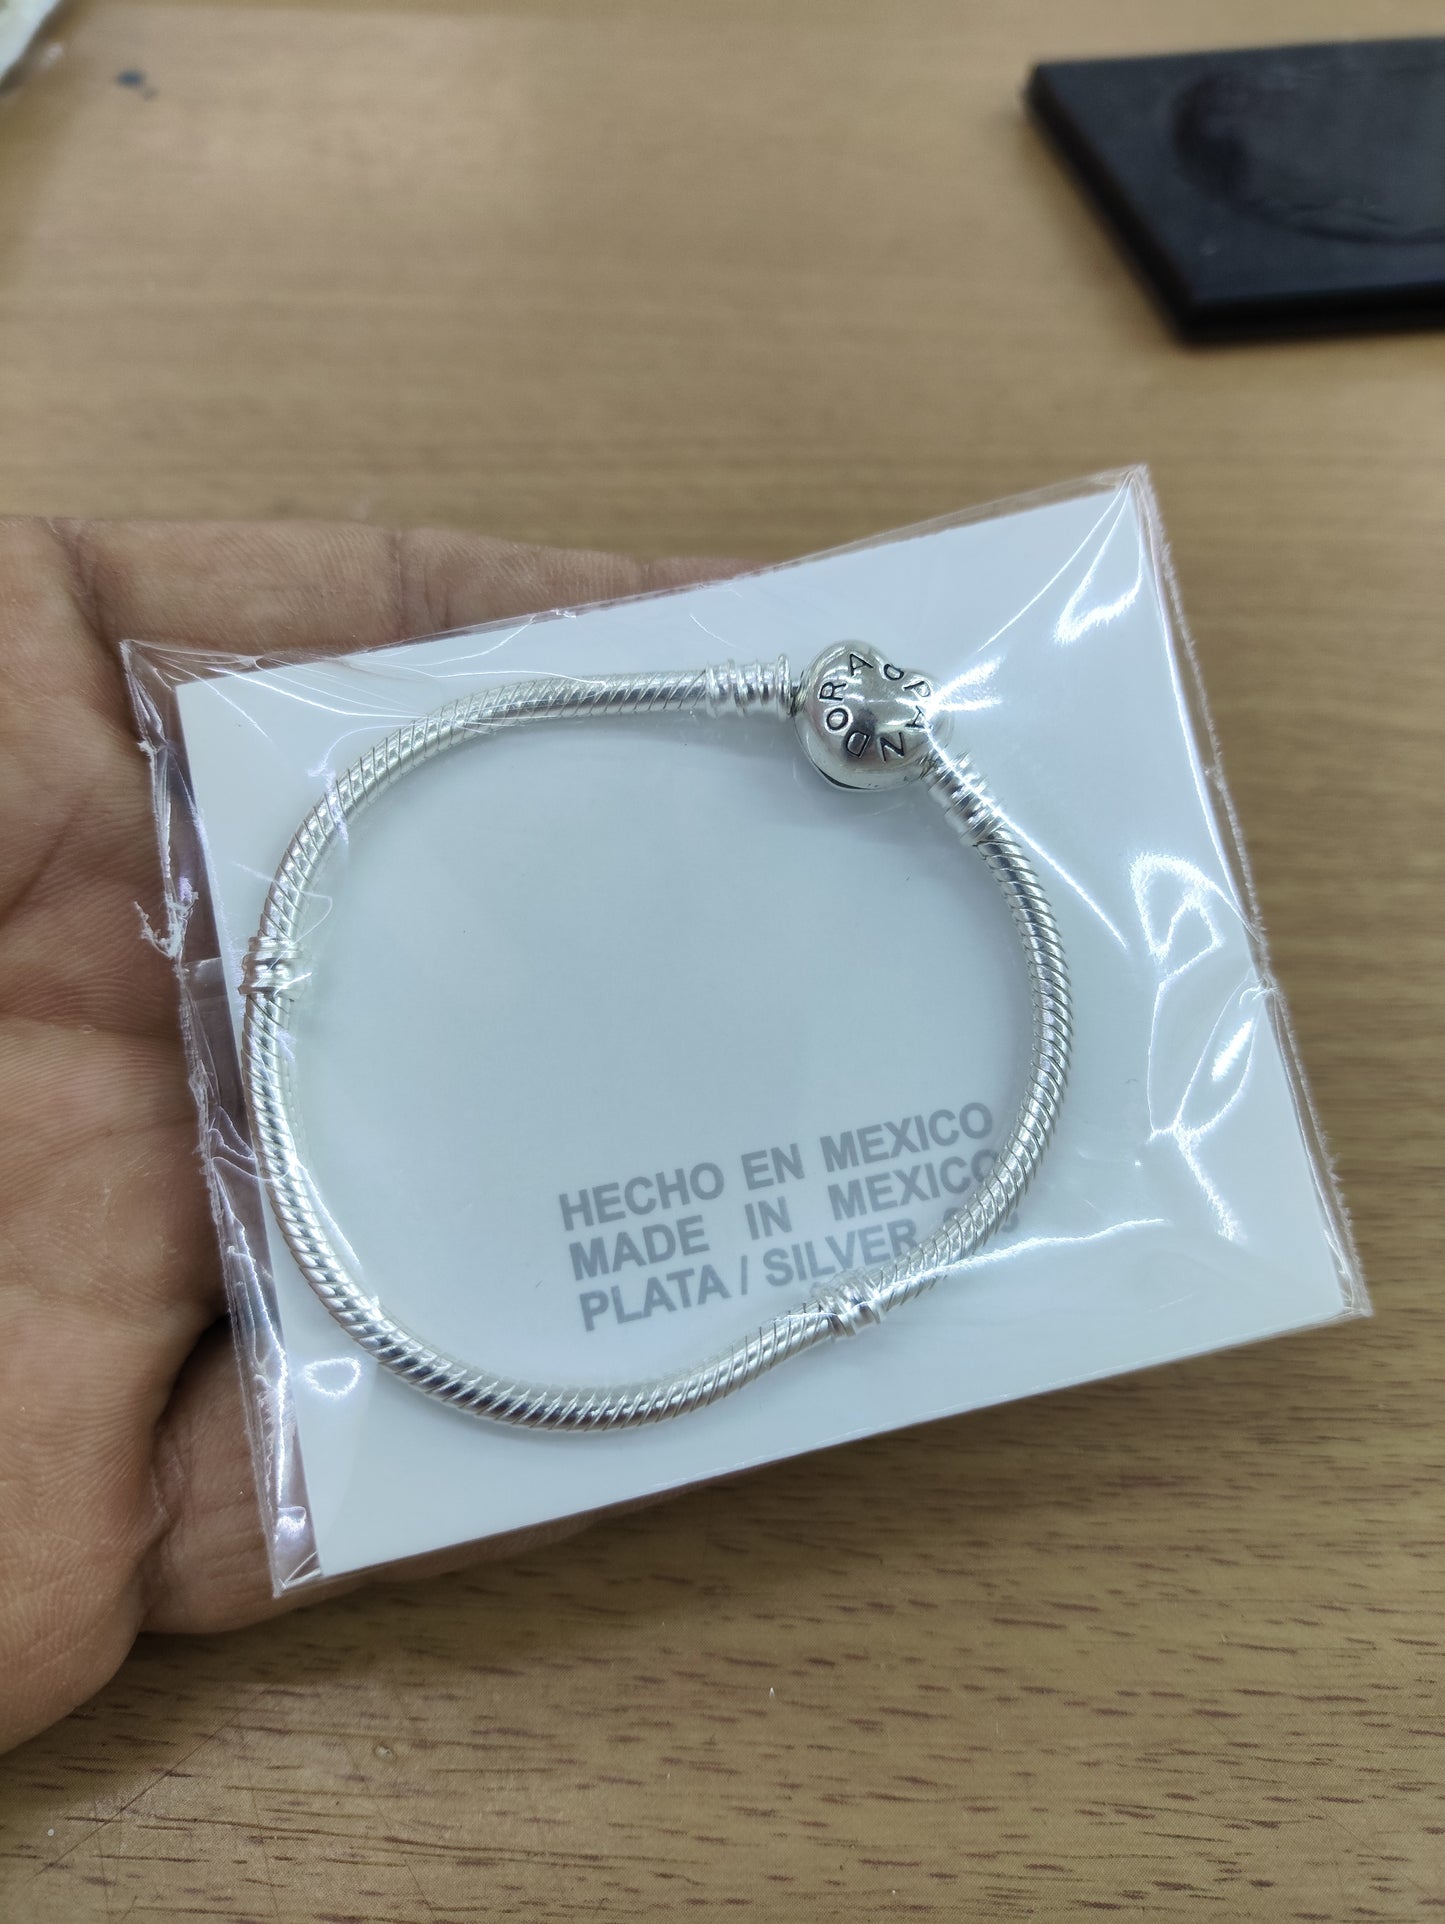 PANDORA
HECHO EN MEXICO
MADE IN MEXICO
PLATA / SILVER